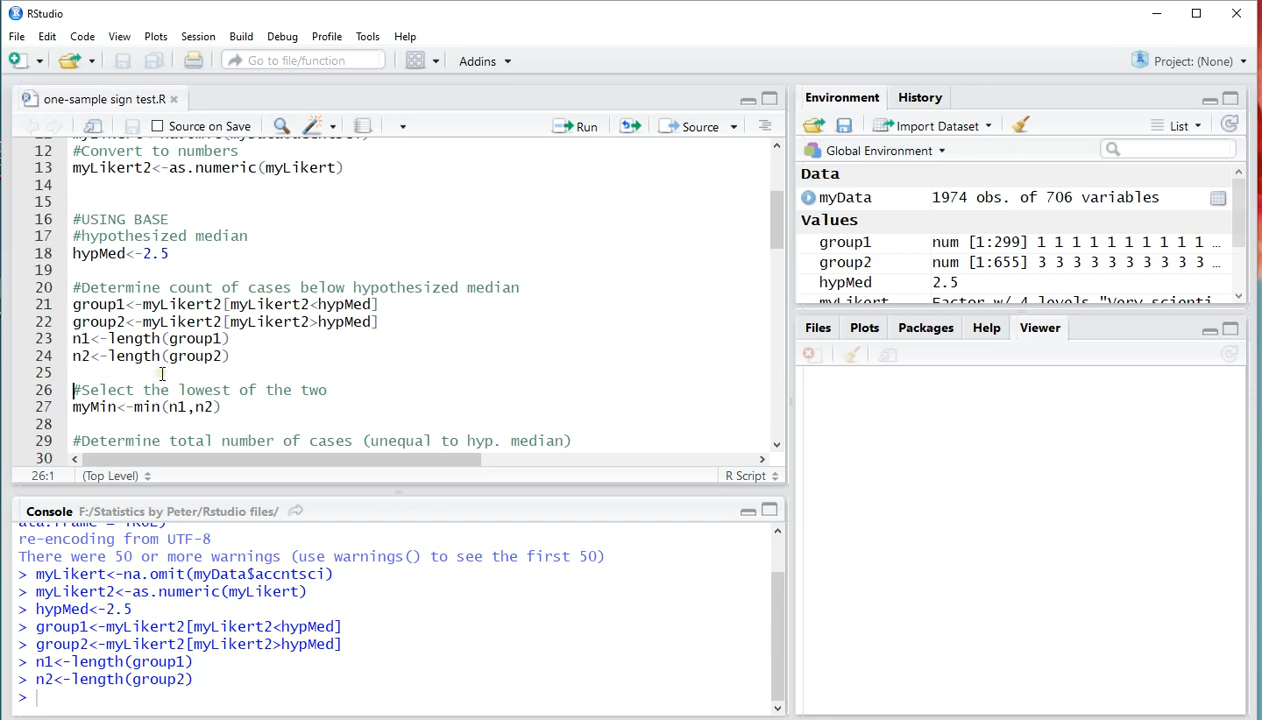 RStudio
File Edit Code View Plots Session Build Debug Profile Tools Help
Go to file/function Addins Project: (None)
one-sample sign test.R
Source on Save Run Source
12 #Convert to numbers
13 myLikert2<-as.numeric(myLikert)
14
15
16 #USING BASE
17 #hypothesized median
18 hypMed<-2.5
19
20 #Determine count of cases below hypothesized median
21 group1<-myLikert2[myLikert2<hypMed]
22 group2<-myLikert2[myLikert2>hypMed]
23 n1<-length(group1)
24 n2<-length(group2)
25
26 #Select the lowest of the two
27 myMin<-min(n1,n2)
28
29 #Determine total number of cases (unequal to hyp. median)
30
26:1 (Top Level) R Script
Console F:/Statistics by Peter/Rstudio files/
ata.frame = TRUE)
re-encoding from UTF-8
There were 50 or more warnings (use warnings() to see the first 50)
> myLikert<-na.omit(myData$accntsci)
> myLikert2<-as.numeric(myLikert)
> hypMed<-2.5
> group1<-myLikert2[myLikert2<hypMed]
> group2<-myLikert2[myLikert2>hypMed]
> n1<-length(group1)
> n2<-length(group2)
>
Environment History
Import Dataset List
Global Environment
Data
myData 1974 obs. of 706 variables
Values
group1 num [1:299] 1 1 1 1 1 1 1 1 1 1 ...
group2 num [1:655] 3 3 3 3 3 3 3 3 3 3 ...
hypMed 2.5
myLikert Factor w/ 4 levels "Very scienti
Files Plots Packages Help Viewer